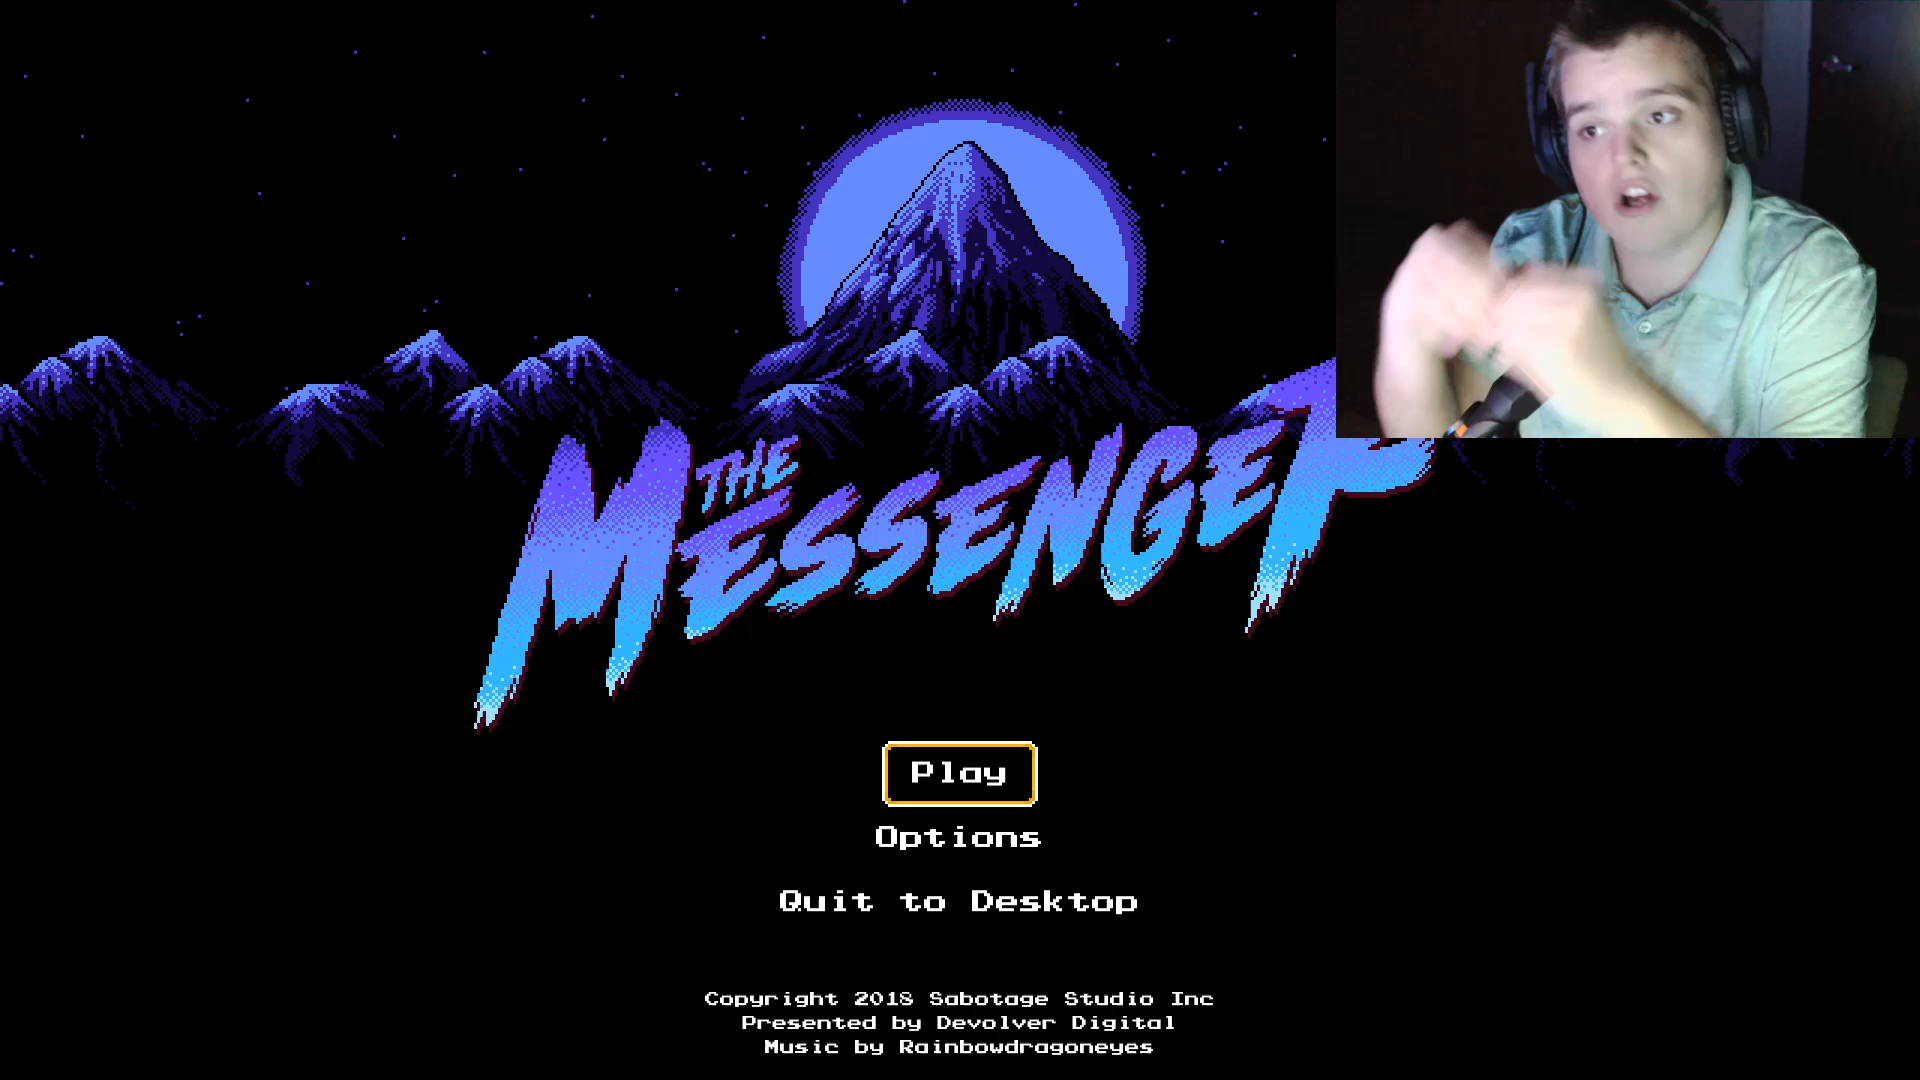 THE
MESSENGER
Play
Options
Quit to Desktop
Copyright 2018 Sabotage Studio Inc
Presented by Devolver Digital
Music by Rainbowdragoneyes